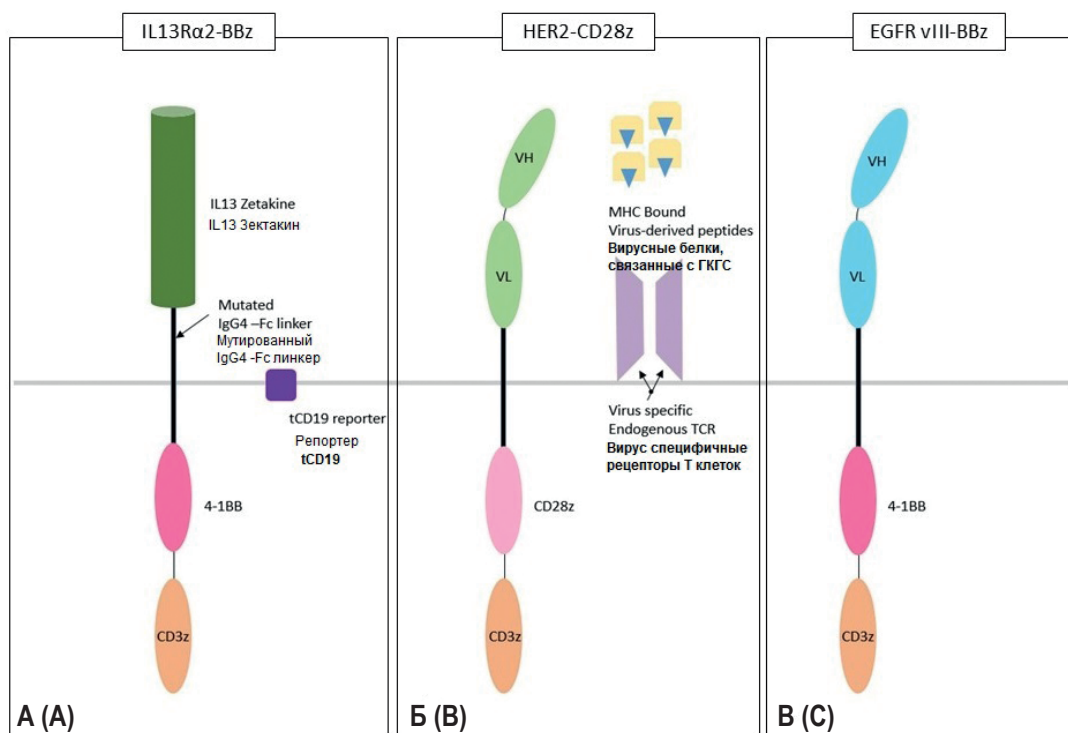 IL13Rα2-BBz
IL13 Zetakine
IL13 Зектакин
Mutated
IgG4 –Fc linker
Мутированный
IgG4 -Fc линкер
tCD19 reporter
Репортер
tCD19
4-1BB
CD3z
А (A)
HER2-CD28z
VH
VL
MHC Bound
Virus-derived peptides
Вирусные белки,
связанные с ГКГС
Virus specific
Endogenous TCR
Вирус специфичные
рецепторы Т клеток
CD28z
CD3z
Б (B)
EGFR vIII-BBz
VH
VL
4-1BB
CD3z
В (C)